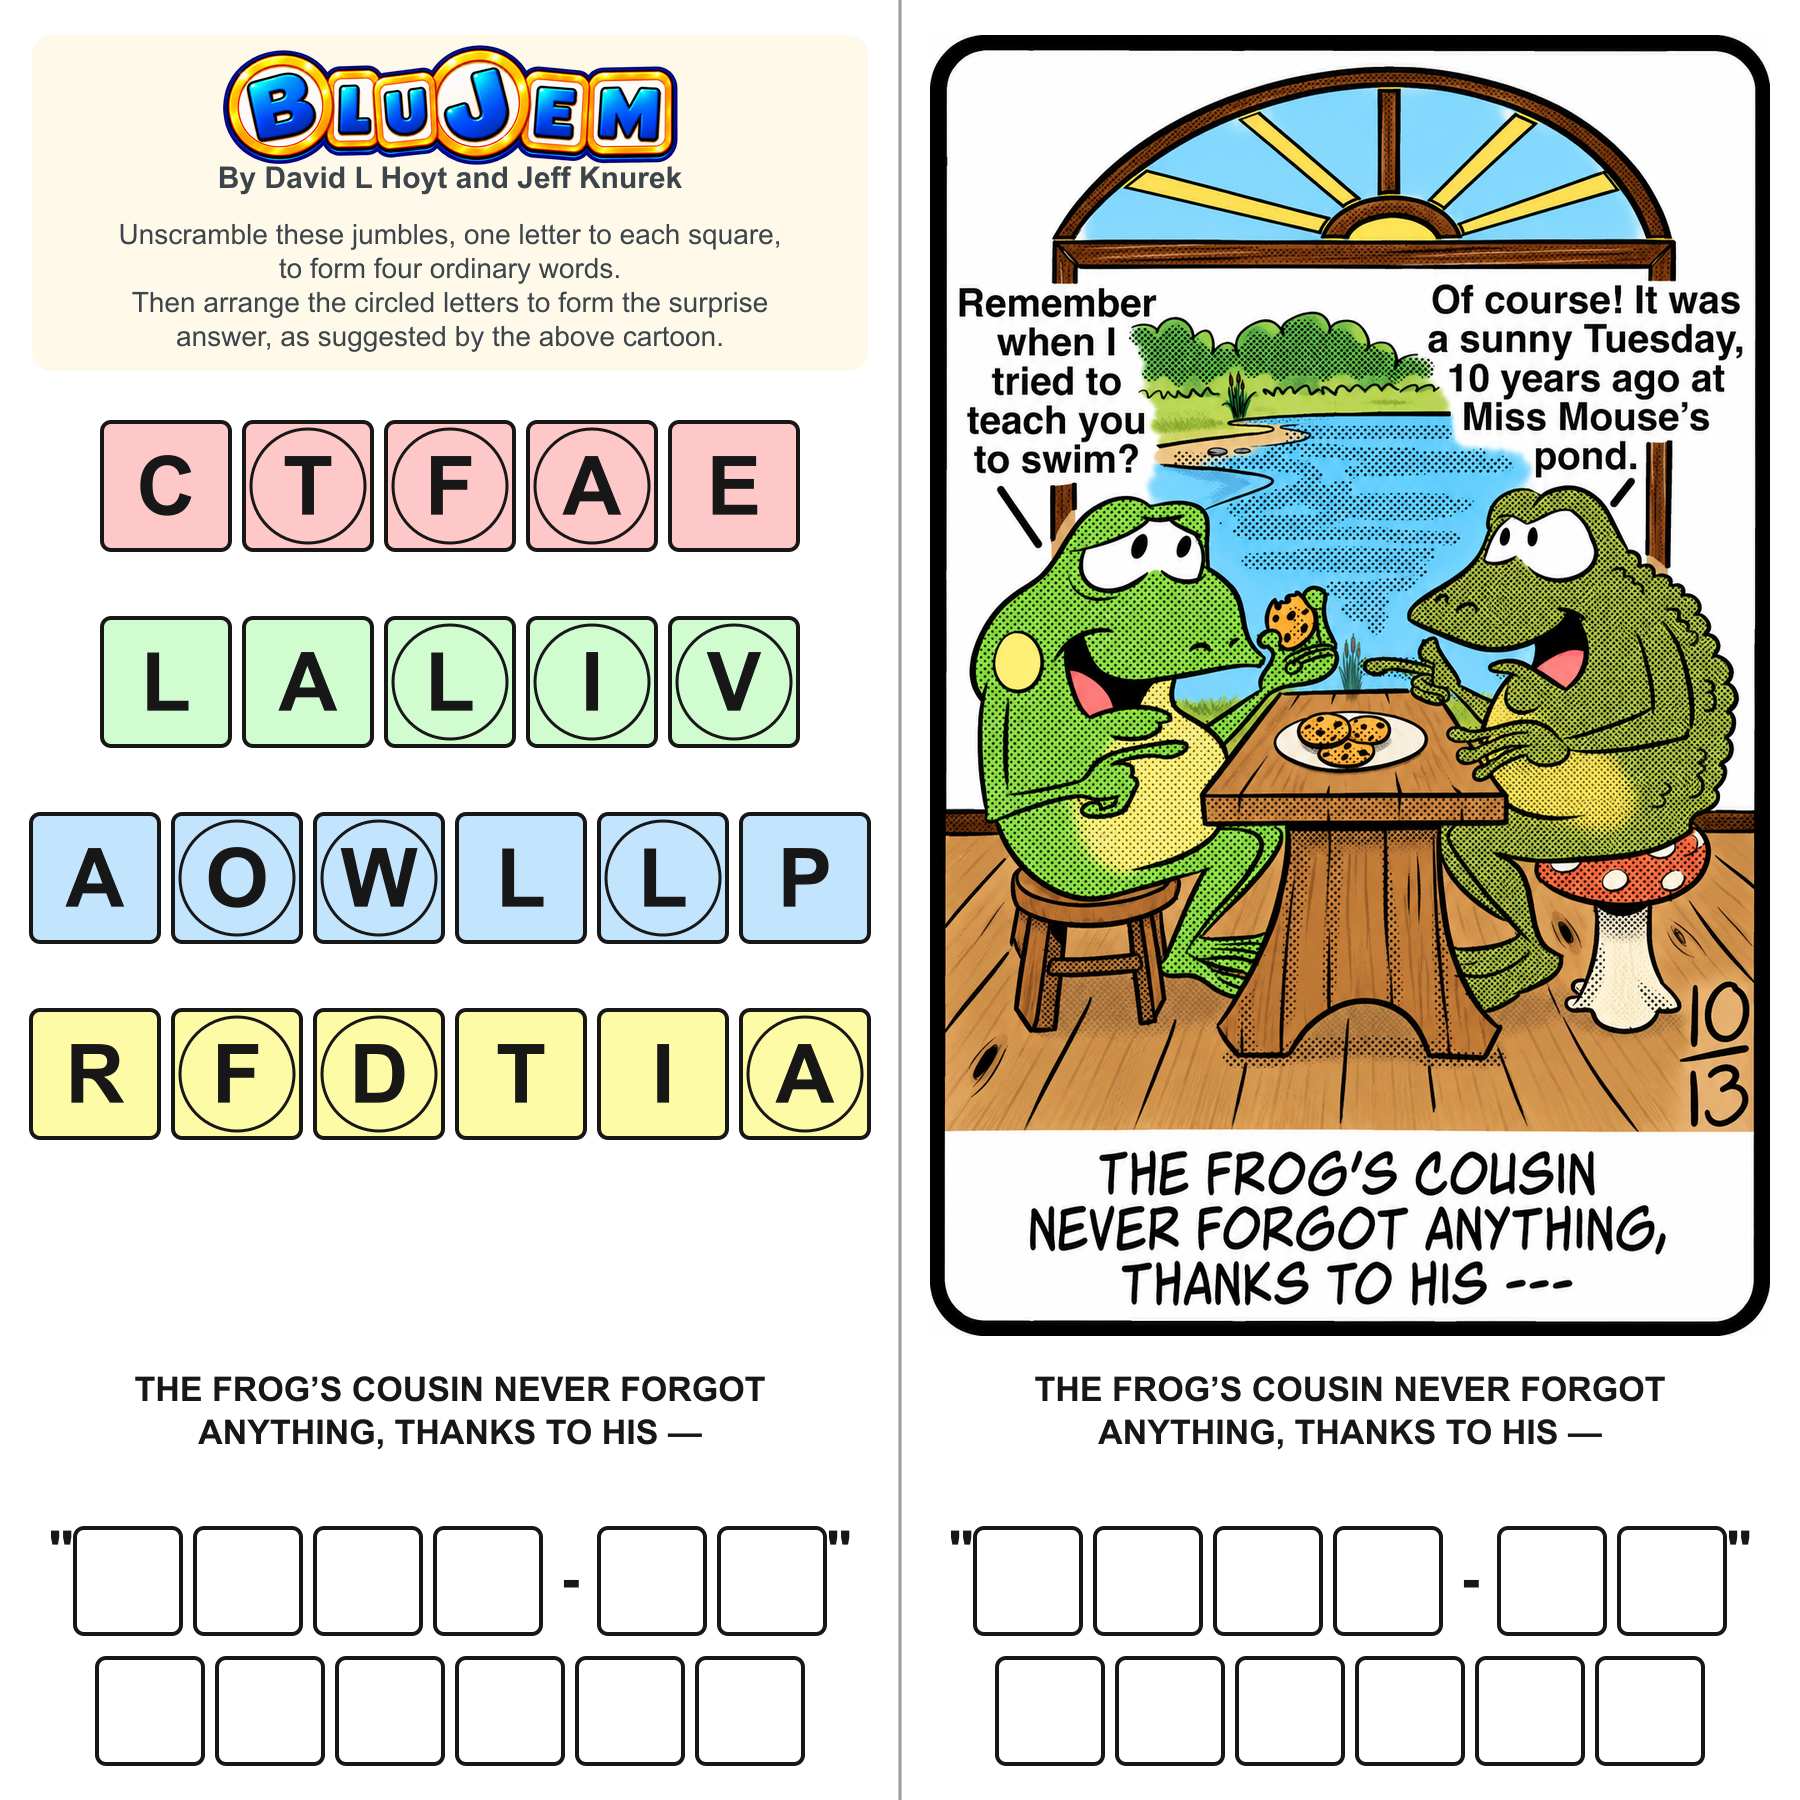 BLUJEM
By David L Hoyt and Jeff Knurek
Unscramble these jumbles, one letter to each square,
to form four ordinary words.
Then arrange the circled letters to form the surprise
answer, as suggested by the above cartoon.
C T F A E
L A L I V
A O W L L P
R F D T I A
THE FROG’S COUSIN NEVER FORGOT
ANYTHING, THANKS TO HIS —
" - "
Remember
when I
tried to
teach you
to swim?
Of course! It was
a sunny Tuesday,
10 years ago at
Miss Mouse’s
pond.
10
13
THE FROG'S COUSIN
NEVER FORGOT ANYTHING,
THANKS TO HIS ---
THE FROG’S COUSIN NEVER FORGOT
ANYTHING, THANKS TO HIS —
" - "